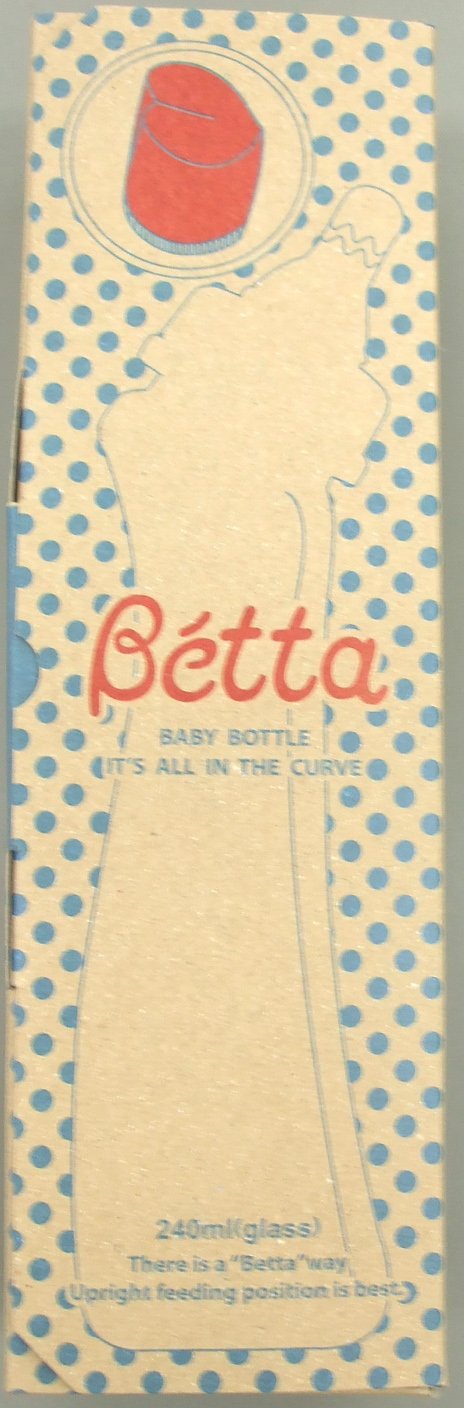 Bétta
BABY BOTTLE
IT'S ALL IN THE CURVE
240ml(glass)
There is a "Betta"way,
Upright feeding position is best.